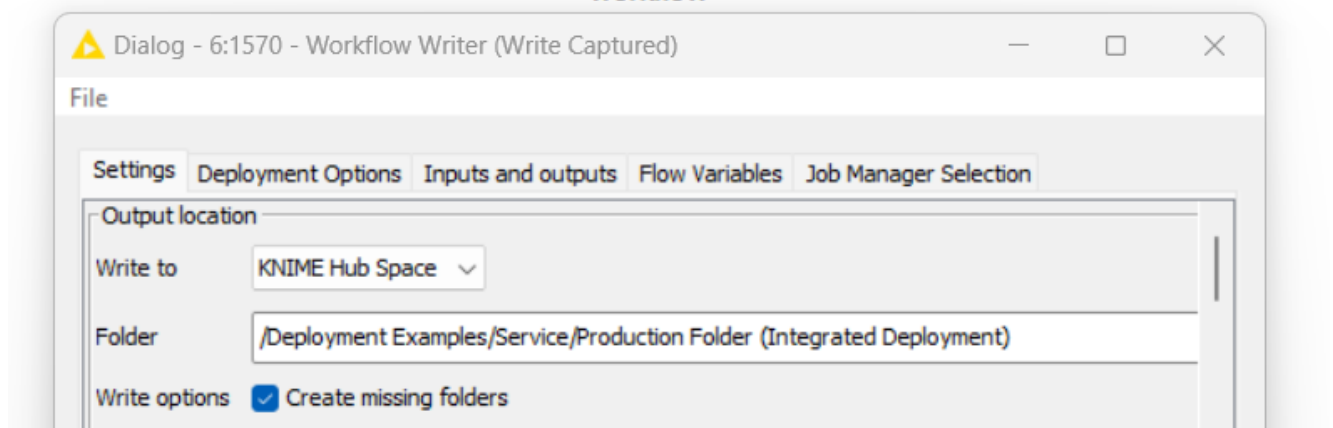 Dialog - 6:1570 - Workflow Writer (Write Captured)
File
Settings Deployment Options Inputs and outputs Flow Variables Job Manager Selection
Output location
Write to KNIME Hub Space
Folder /Deployment Examples/Service/Production Folder (Integrated Deployment)
Write options Create missing folders